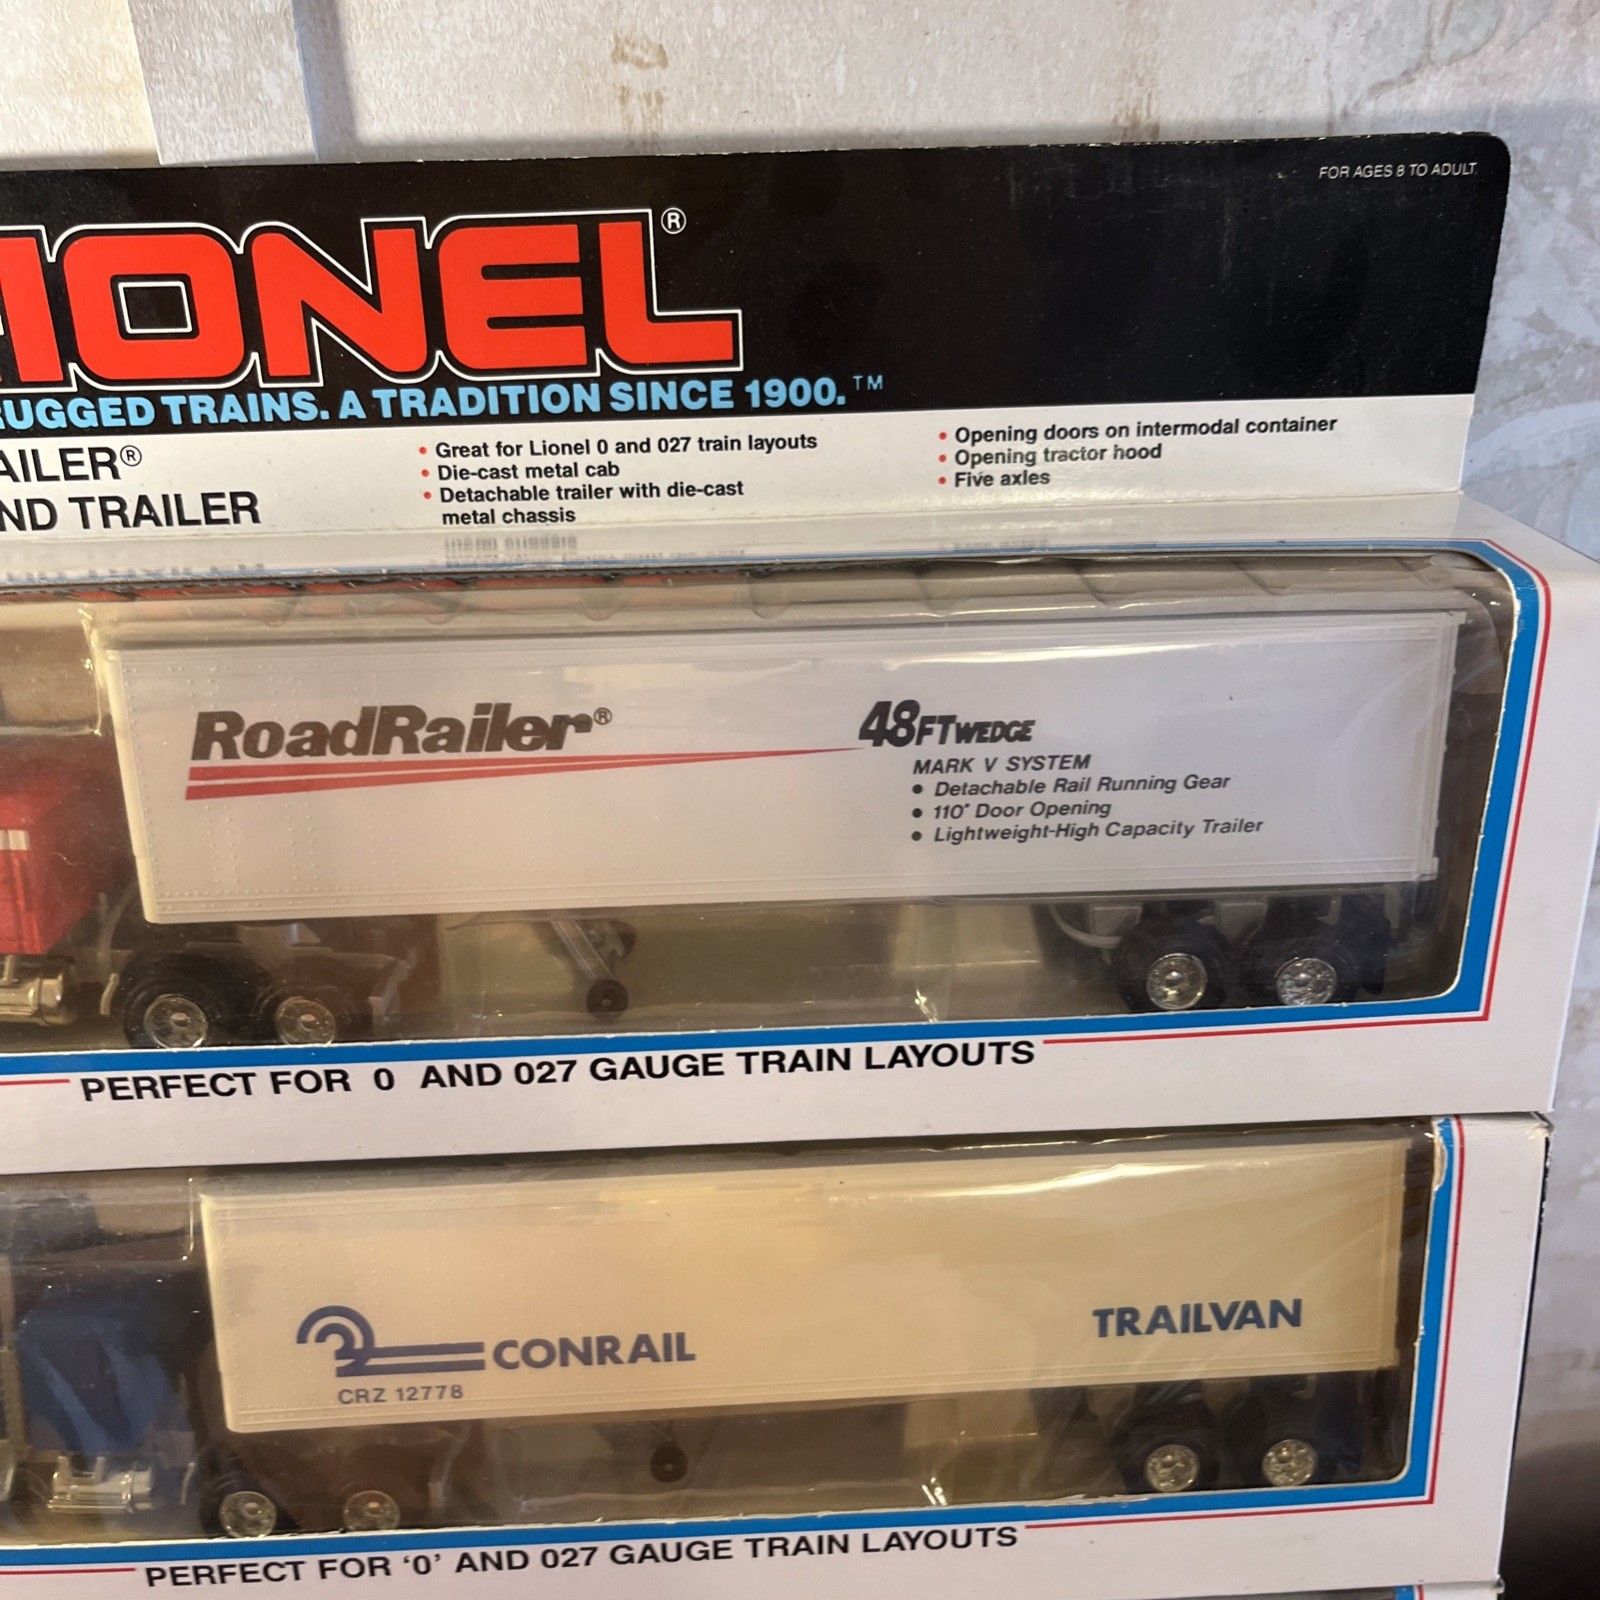 FOR AGES 8 TO ADULT
IONEL®
RUGGED TRAINS. A TRADITION SINCE 1900.™
AILER®
ND TRAILER
• Great for Lionel 0 and 027 train layouts
• Die-cast metal cab
• Detachable trailer with die-cast
metal chassis
• Opening doors on intermodal container
• Opening tractor hood
• Five axles
RoadRailer®
48FTWEDGE
MARK V SYSTEM
• Detachable Rail Running Gear
• 110" Door Opening
• Lightweight-High Capacity Trailer
PERFECT FOR 0 AND 027 GAUGE TRAIN LAYOUTS
CONRAIL
CRZ 12778
TRAILVAN
PERFECT FOR ‘0’ AND 027 GAUGE TRAIN LAYOUTS